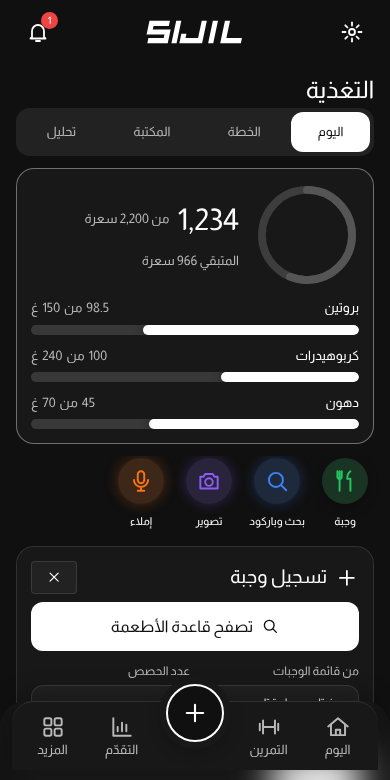 1
SIJIL
التغذية
اليوم
الخطة
المكتبة
تحليل
1,234 من 2,200 سعرة
المتبقي 966 سعرة
بروتين
98.5 من 150 غ
كربوهيدرات
100 من 240 غ
دهون
45 من 70 غ
وجبة
بحث وباركود
تصوير
إملاء
تسجيل وجبة
تصفح قاعدة الأطعمة
من قائمة الوجبات
عدد الحصص
اليوم
التمرين
التقدّم
المزيد